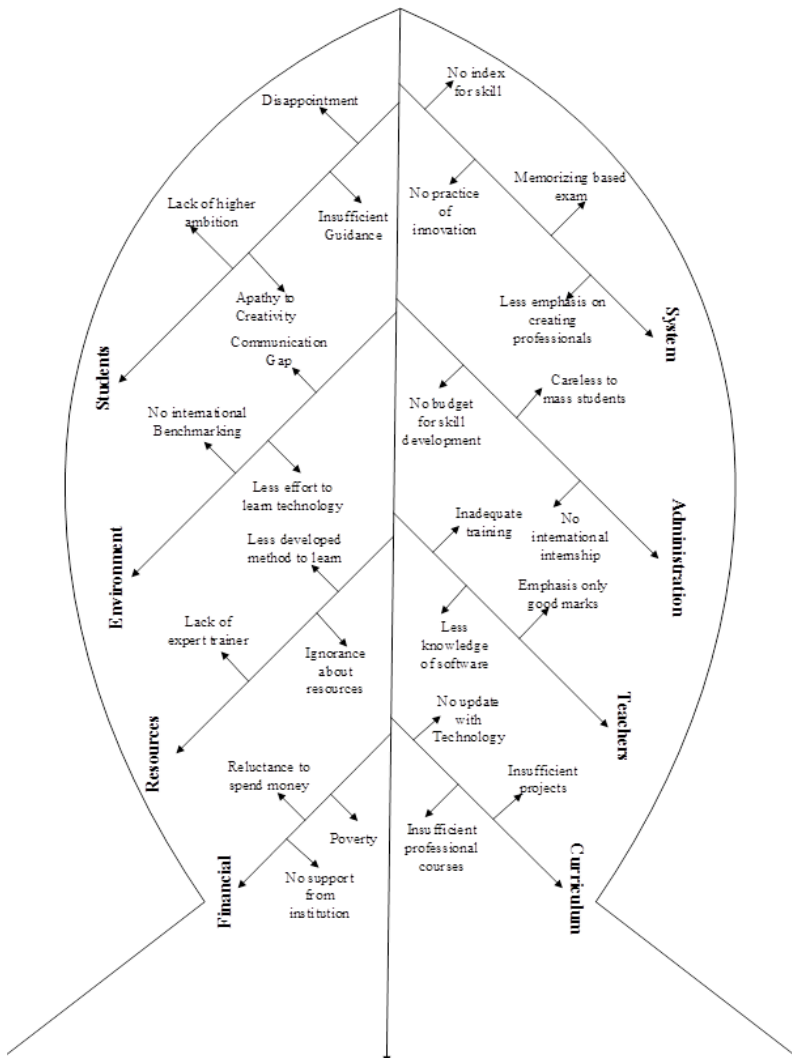 No index
for skill
Disappointment
Memorizing based
exam
No practice
of
innovation
Lack of higher
ambition
Insufficient
Guidance
Apathy to
Creativity
Less emphasis on
creating
professionals
System
Students
Communication
Gap
Careless to
mass students
No budget
for skill
development
No international
Benchmarking
Less effort to
learn technology
No
international
internship
Administration
Environment
Inadequate
training
Less developed
method to learn
Emphasis only
good marks
Less
knowledge
of software
Lack of
expert trainer
Ignorance
about
resources
Teachers
Resources
No update
with
Technology
Reluctance to
spend money
Insufficient
projects
Poverty
Insufficient
professional
courses
No support
from
institution
Financial
Curriculum